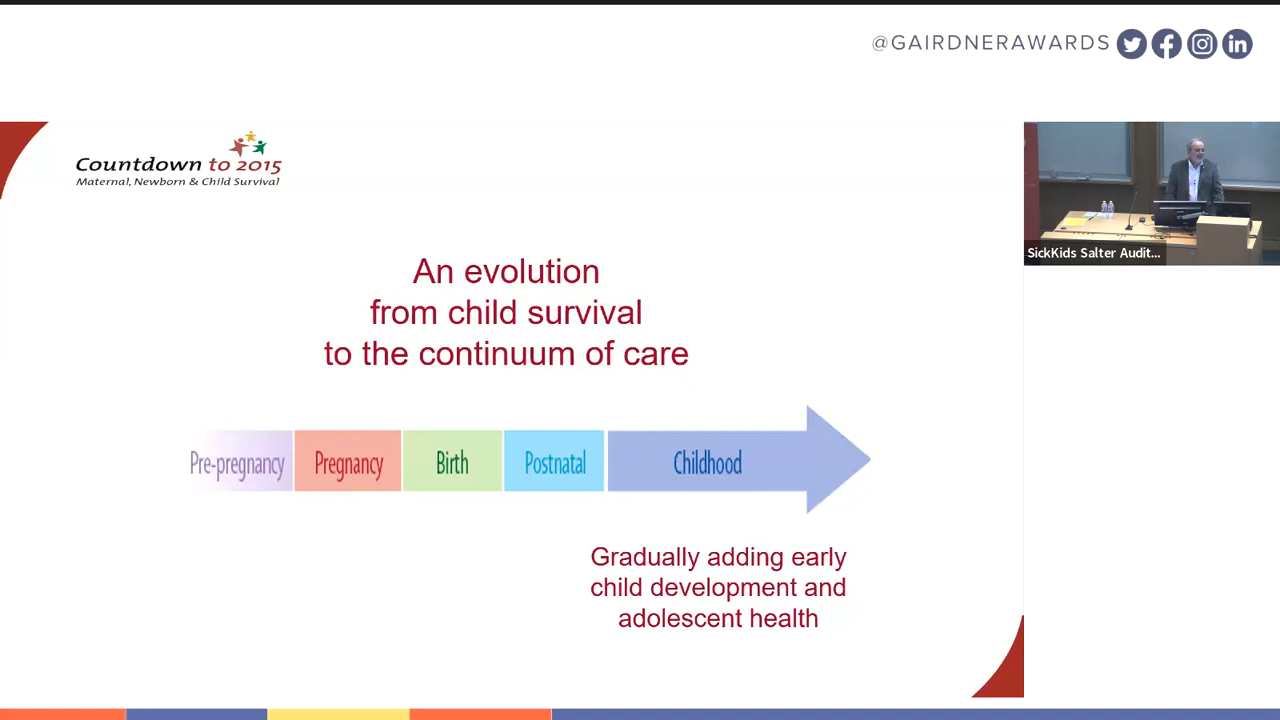 @GAIRDNERAWARDS
Countdown to 2015
Maternal, Newborn & Child Survival
SickKids Salter Audit...
An evolution
from child survival
to the continuum of care
Pre-pregnancy
Pregnancy
Birth
Postnatal
Childhood
Gradually adding early
child development and
adolescent health